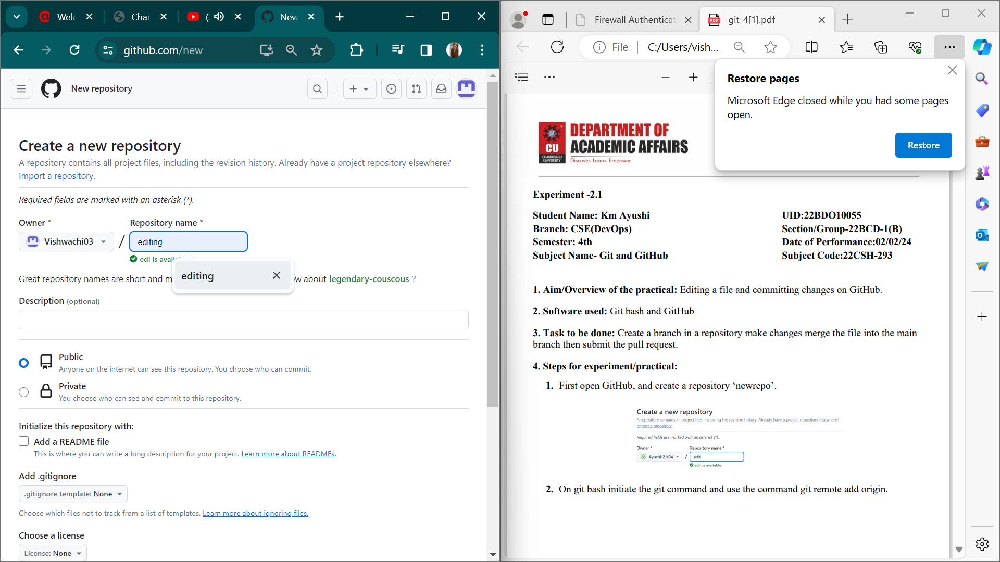 Welc
Char
(
New
github.com/new
New repository
Create a new repository
A repository contains all project files, including the revision history. Already have a project repository elsewhere?
Import a repository.
Required fields are marked with an asterisk (*).
Owner *
Repository name *
Vishwachi03
/
editing
edi is availab
editing
Great repository names are short and m
ow about legendary-couscous ?
Description (optional)
Public
Anyone on the internet can see this repository. You choose who can commit.
Private
You choose who can see and commit to this repository.
Initialize this repository with:
Add a README file
This is where you can write a long description for your project. Learn more about READMEs.
Add .gitignore
.gitignore template: None
Choose which files not to track from a list of templates. Learn more about ignoring files.
Choose a license
License: None
Firewall Authenticati
PDF
git_4[1].pdf
File
C:/Users/vish...
Restore pages
Microsoft Edge closed while you had some pages
open.
Restore
CU
CHANDIGARH
UNIVERSITY
DEPARTMENT OF
ACADEMIC AFFAIRS
Discover. Learn. Empower.
Experiment -2.1
Student Name: Km Ayushi
UID:22BDO10055
Branch: CSE(DevOps)
Section/Group-22BCD-1(B)
Semester: 4th
Date of Performance:02/02/24
Subject Name- Git and GitHub
Subject Code:22CSH-293
1. Aim/Overview of the practical: Editing a file and committing changes on GitHub.
2. Software used: Git bash and GitHub
3. Task to be done: Create a branch in a repository make changes merge the file into the main
branch then submit the pull request.
4. Steps for experiment/practical:
1. First open GitHub, and create a repository ‘newrepo’.
Create a new repository
A repository contains all project files, including the revision history. Already have a project repository elsewhere?
Import a repository.
Required fields are marked with an asterisk (*).
Owner *
Repository name *
Ayushi121104
/
edit
edit is available.
2. On git bash initiate the git command and use the command git remote add origin.